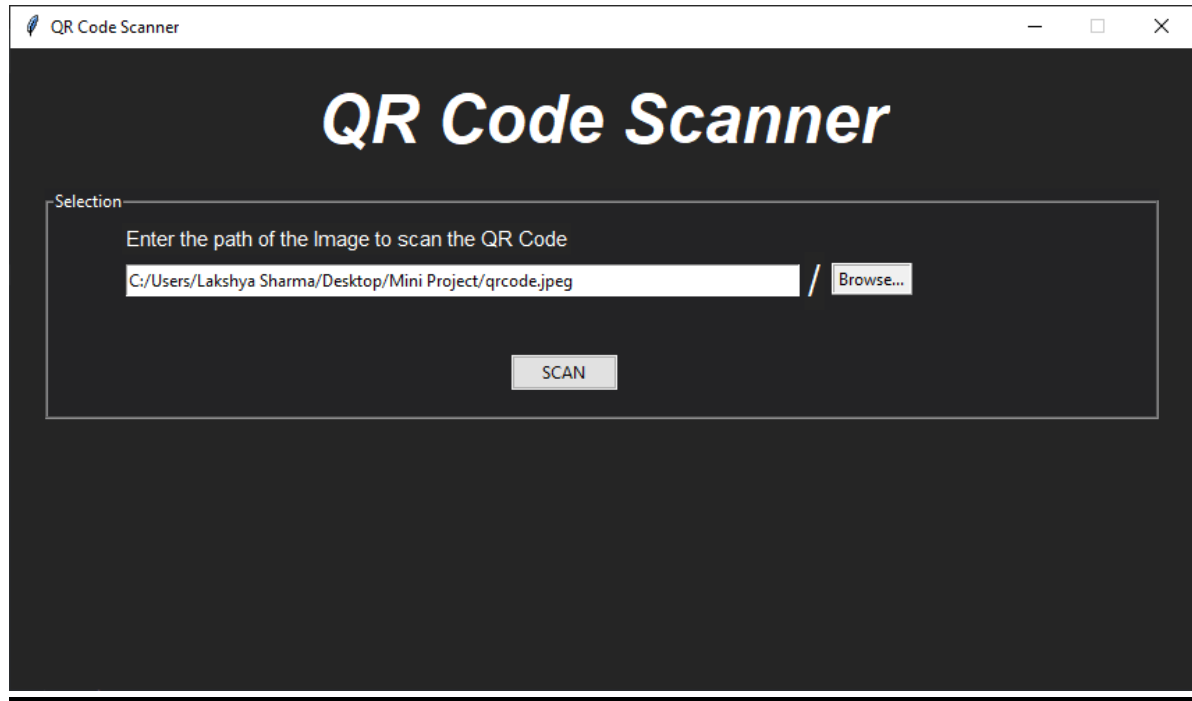 QR Code Scanner
QR Code Scanner
Selection
Enter the path of the Image to scan the QR Code
C:/Users/Lakshya Sharma/Desktop/Mini Project/qrcode.jpeg / Browse...
SCAN